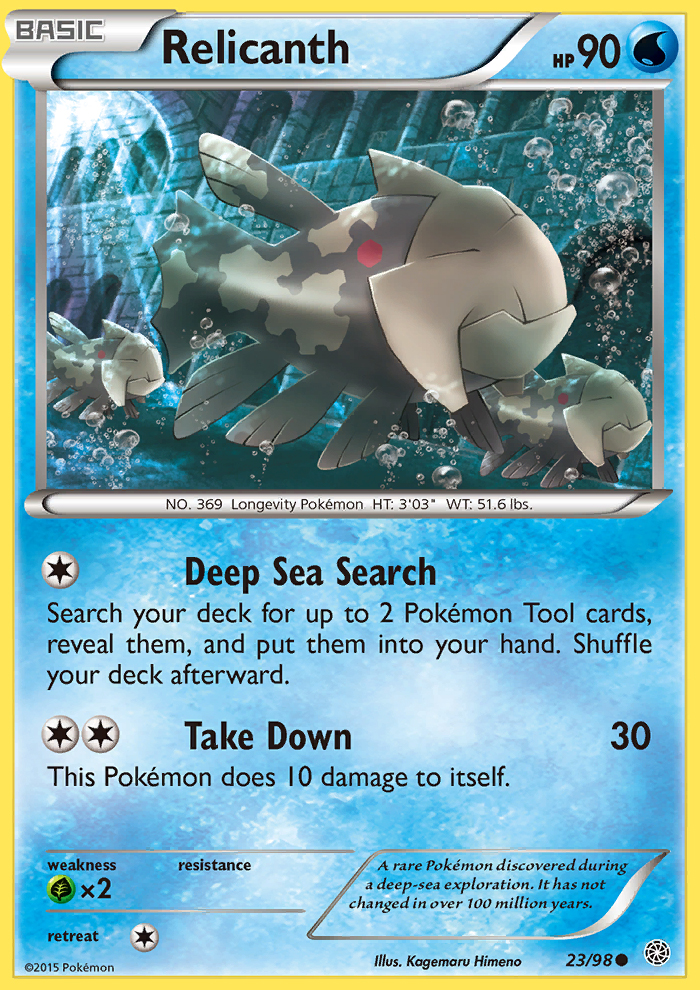 BASIC
Relicanth
HP 90
NO. 369 Longevity Pokémon HT: 3'03" WT: 51.6 lbs.
Deep Sea Search
Search your deck for up to 2 Pokémon Tool cards,
reveal them, and put them into your hand. Shuffle
your deck afterward.
Take Down 30
This Pokémon does 10 damage to itself.
weakness resistance
×2
A rare Pokémon discovered during
a deep-sea exploration. It has not
changed in over 100 million years.
retreat
©2015 Pokémon
Illus. Kagemaru Himeno 23/98